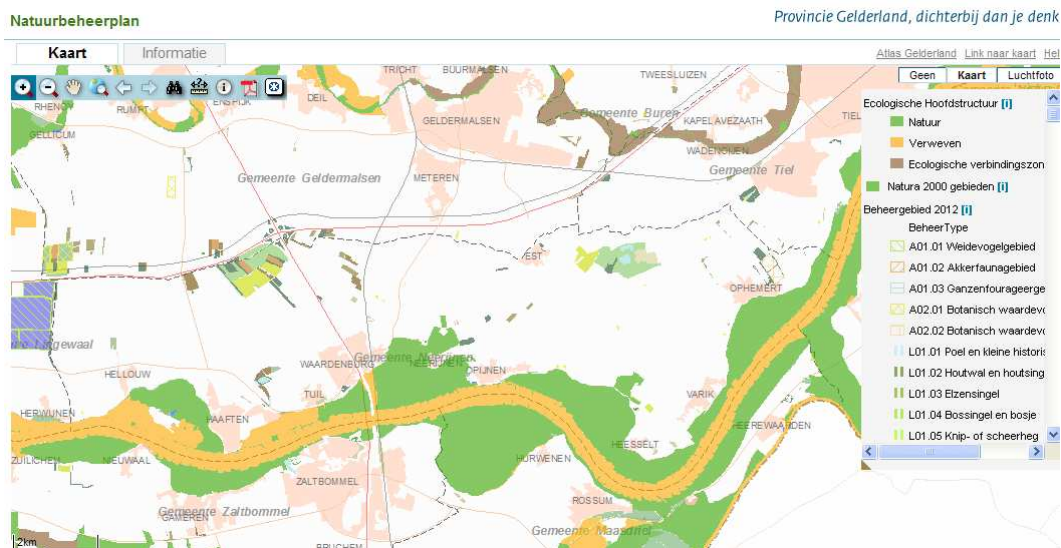 Natuurbeheerplan
Provincie Gelderland, dichterbij dan je denk
Kaart
Informatie
Atlas Gelderland Link naar kaart Hel
Geen Kaart Luchtfoto
Ecologische Hoofdstructuur [i]
Natuur
Verweven
Ecologische verbindingszon
Natura 2000 gebieden [i]
Beheergebied 2012 [i]
BeheerType
A01.01 Weidevogelgebied
A01.02 Akkerfaunagebied
A01.03 Ganzenfourageerge
A02.01 Botanisch waardevo
A02.02 Botanisch waardevo
L01.01 Poel en kleine historis
L01.02 Houtwal en houtsing
L01.03 Elzensingel
L01.04 Bossingel en bosje
L01.05 Knip- of scheerheg
TRICHT
BUURMALSEN
TWEESLUIZEN
RHENOY
RUMPT
ENSPIJK
DEIL
GELDERMALSEN
Gemeente Buren
KAPEL AVEZAATH
TIEL
GELLICUM
WADENOIJEN
Gemeente Geldermalsen
METEREN
Gemeente Tiel
EST
OPHEMERT
WAARDENBURG
Gemeente Neerijnen
NEERIJNEN
OPIJNEN
HELLOUW
TUIL
VARIK
HERWIJNEN
HAAFTEN
HEESSELT
HEEREWAARDEN
ZUILICHEM
NIEUWAAL
HURWENEN
ZALTBOMMEL
ROSSUM
Gemeente Zaltbommel
GAMEREN
Gemeente Maasdriel
BRUCHEM
2km